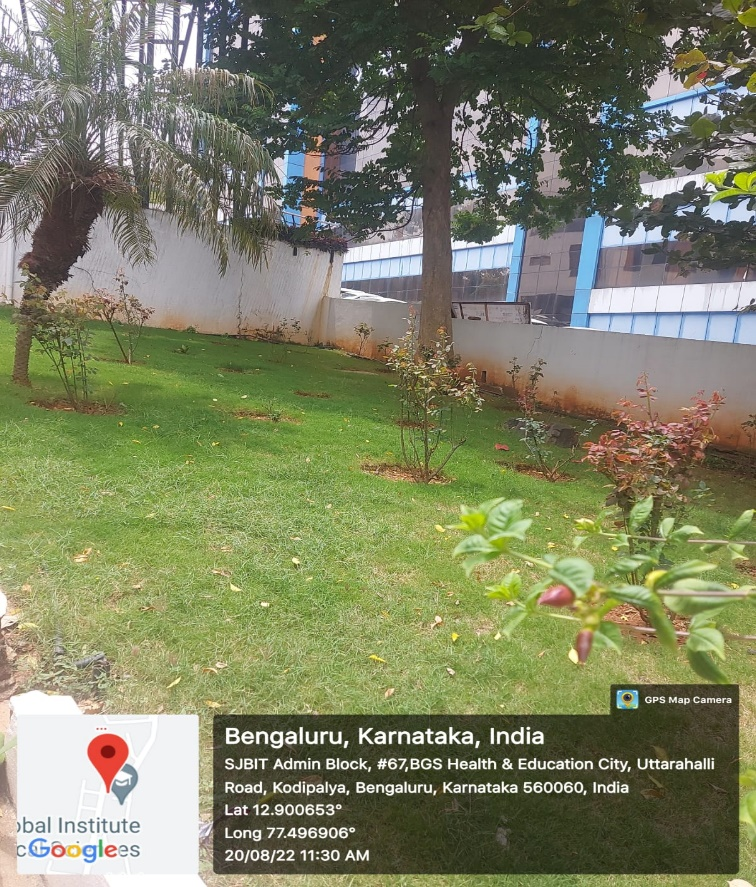 GPS Map Camera
Bengaluru, Karnataka, India
SJBIT Admin Block, #67,BGS Health & Education City, Uttarahalli
Road, Kodipalya, Bengaluru, Karnataka 560060, India
Lat 12.900653°
Long 77.496906°
20/08/22 11:30 AM
obal Institute
Google